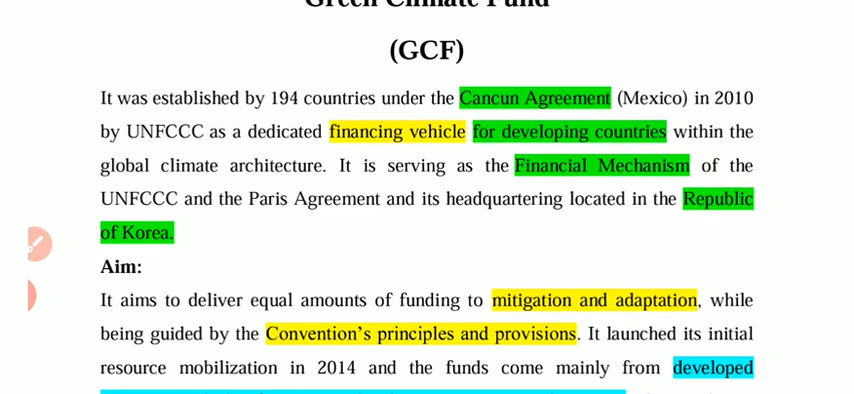 Green Climate Fund
(GCF)
It was established by 194 countries under the Cancun Agreement (Mexico) in 2010
by UNFCCC as a dedicated financing vehicle for developing countries within the
global climate architecture. It is serving as the Financial Mechanism of the
UNFCCC and the Paris Agreement and its headquartering located in the Republic
of Korea.
Aim:
It aims to deliver equal amounts of funding to mitigation and adaptation, while
being guided by the Convention's principles and provisions. It launched its initial
resource mobilization in 2014 and the funds come mainly from developed